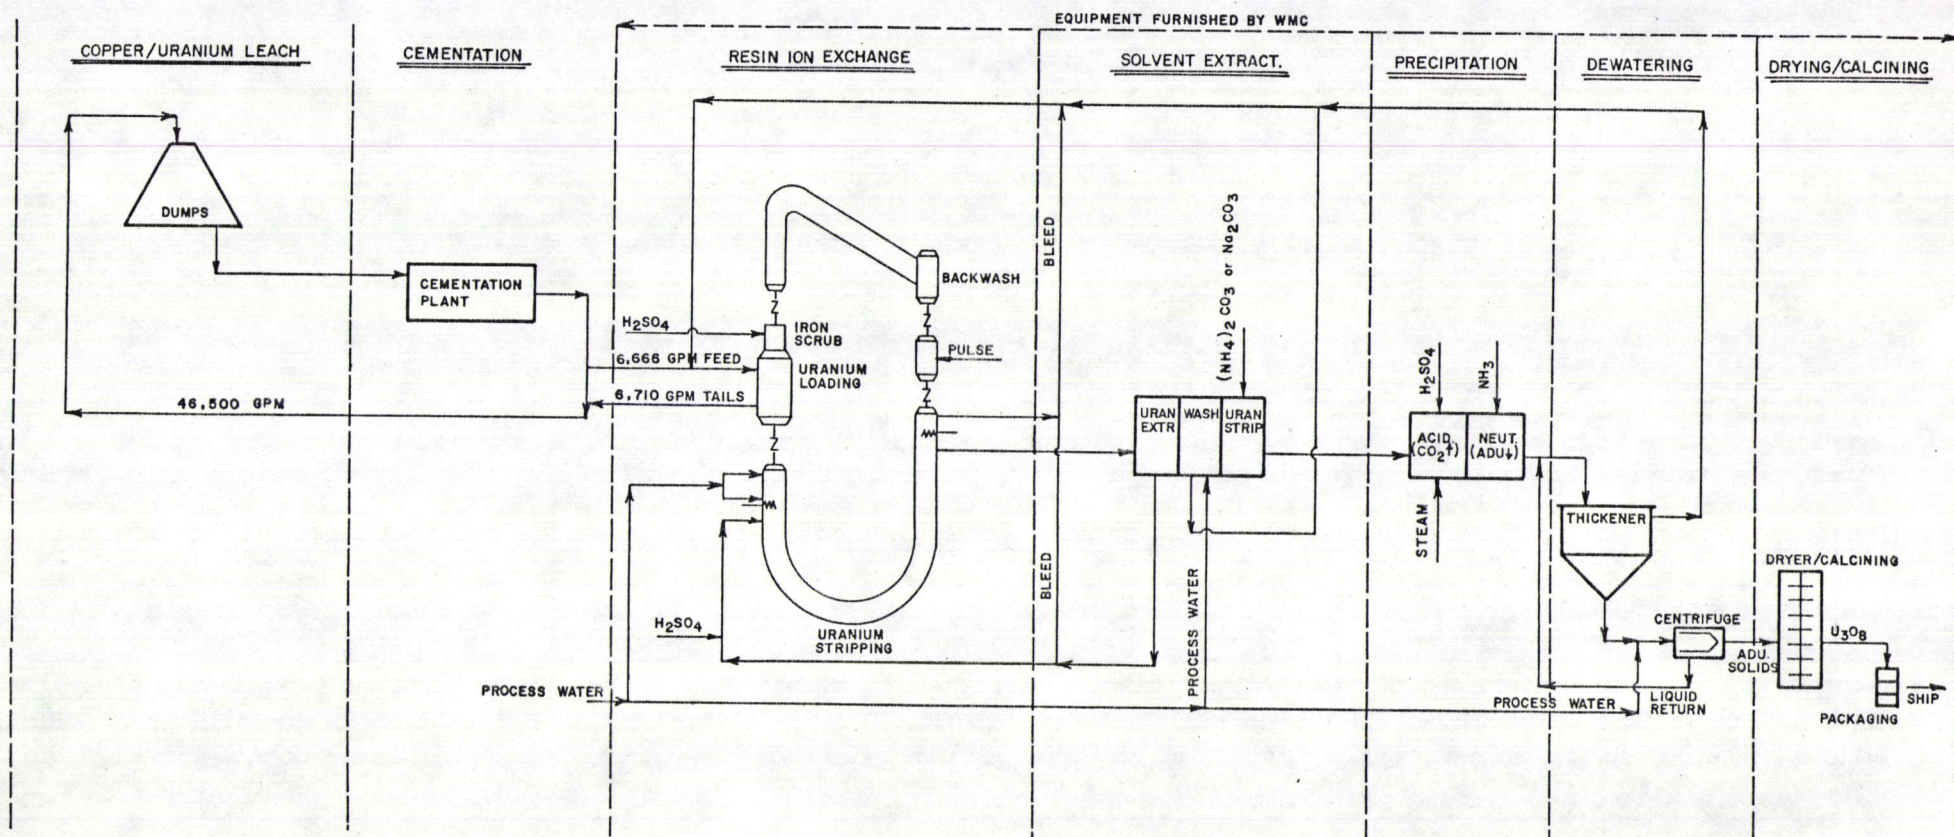 EQUIPMENT FURNISHED BY WMC
COPPER/URANIUM LEACH
CEMENTATION
RESIN ION EXCHANGE
SOLVENT EXTRACT.
PRECIPITATION
DEWATERING
DRYING/CALCINING
DUMPS
CEMENTATION
PLANT
46,500 GPM
H2SO4
6,666 GPM FEED
6,710 GPM TAILS
IRON
SCRUB
URANIUM
LOADING
BACKWASH
PULSE
H2SO4
URANIUM
STRIPPING
PROCESS WATER
BLEED
BLEED
(NH4)2 CO3 or Na2CO3
URAN
EXTR
WASH
URAN
STRIP
PROCESS WATER
H2SO4
NH3
ACID.
(CO2↑)
NEUT.
(ADU↓)
STEAM
THICKENER
CENTRIFUGE
PROCESS WATER
LIQUID
RETURN
ADU.
SOLIDS
DRYER/CALCINING
U3O8
PACKAGING
SHIP